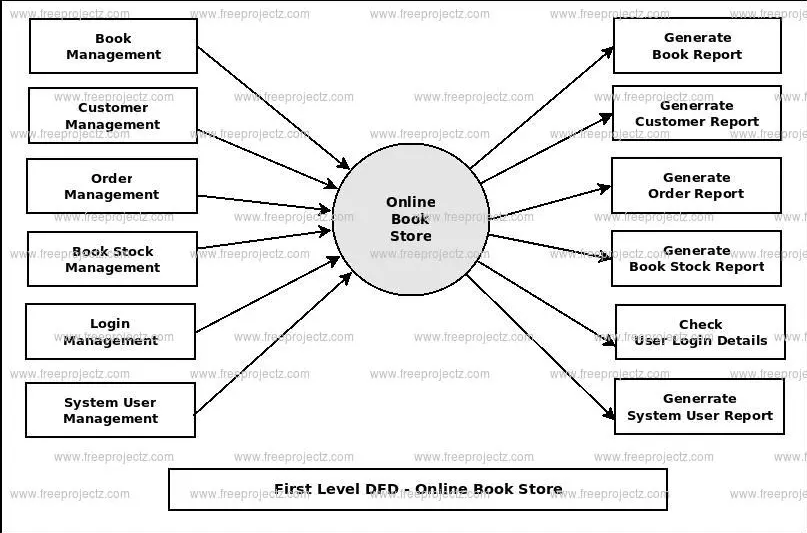 Book
Management
Customer
Management
Order
Management
Book Stock
Management
Login
Management
System User
Management
Online
Book
Store
Generate
Book Report
Generrate
Customer Report
Generate
Order Report
Generate
Book Stock Report
Check
User Login Details
Generrate
System User Report
First Level DFD - Online Book Store
www.freeprojectz.com